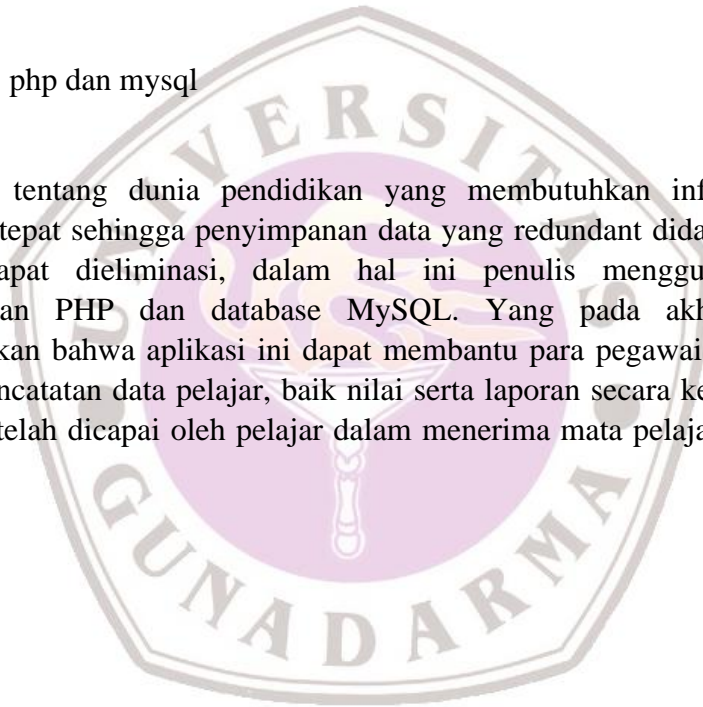 php dan mysql
tentang dunia pendidikan yang membutuhkan inf
tepat sehingga penyimpanan data yang redundant dida
apat dieliminasi, dalam hal ini penulis menggu
an PHP dan database MySQL. Yang pada akh
kan bahwa aplikasi ini dapat membantu para pegawai
ncatatan data pelajar, baik nilai serta laporan secara ke
telah dicapai oleh pelajar dalam menerima mata pelaja
UNIVERSITAS
GUNADARMA